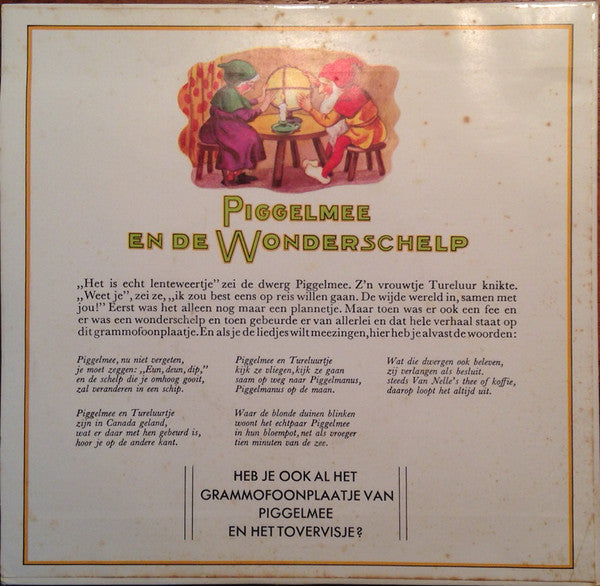 PIGGELMEE
EN DE WONDERSCHELP
„Het is echt lenteweertje” zei de dwerg Piggelmee. Z’n vrouwtje Tureluur knikte.
„Weet je”, zei ze, „ik zou best eens op reis willen gaan. De wijde wereld in, samen met
jou!” Eerst was het alleen nog maar een plannetje. Maar toen was er ook een fee en
er was een wonderschelp en toen gebeurde er van allerlei en dat hele verhaal staat op
dit grammofoonplaatje. En als je de liedjes wilt meezingen, hier heb je alvast de woorden:
Piggelmee, nu niet vergeten,
je moet zeggen: „Eun, deun, dip,”
en de schelp die je omhoog gooit,
zal veranderen in een schip.
Piggelmee en Tureluurtje
zijn in Canada geland,
wat er daar met hen gebeurd is,
hoor je op de andere kant.
Piggelmee en Tureluurtje
kijk ze vliegen, kijk ze gaan
saam op weg naar Piggelmanus,
Piggelmanus op de maan.
Waar de blonde duinen blinken
woont het echtpaar Piggelmee
in hun bloempot, net als vroeger
tien minuten van de zee.
Wat die dwergen ook beleven,
zij verlangen als besluit.
steeds Van Nelle’s thee of koffie,
daarop loopt het altijd uit.
HEB JE OOK AL HET
GRAMMOFOONPLAATJE VAN
PIGGELMEE
EN HET TOVERVISJE?